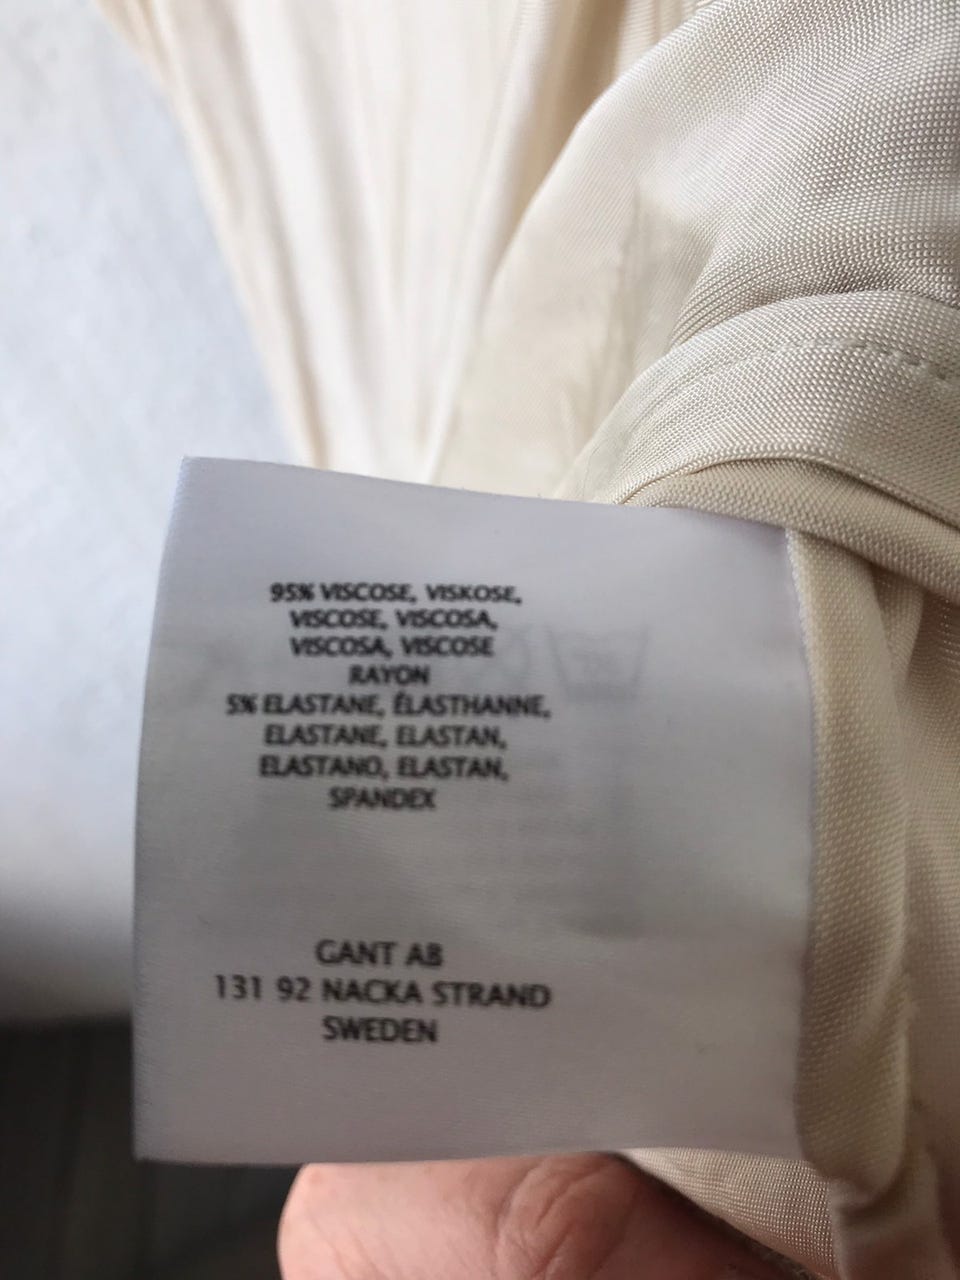 95% VISCOSE, VISKOSE,
VISCOSE, VISCOSA,
VISCOSA, VISCOSE
RAYON
5% ELASTANE, ÉLASTHANNE,
ELASTANE, ELASTAN,
ELASTANO, ELASTAN,
SPANDEX
GANT AB
131 92 NACKA STRAND
SWEDEN